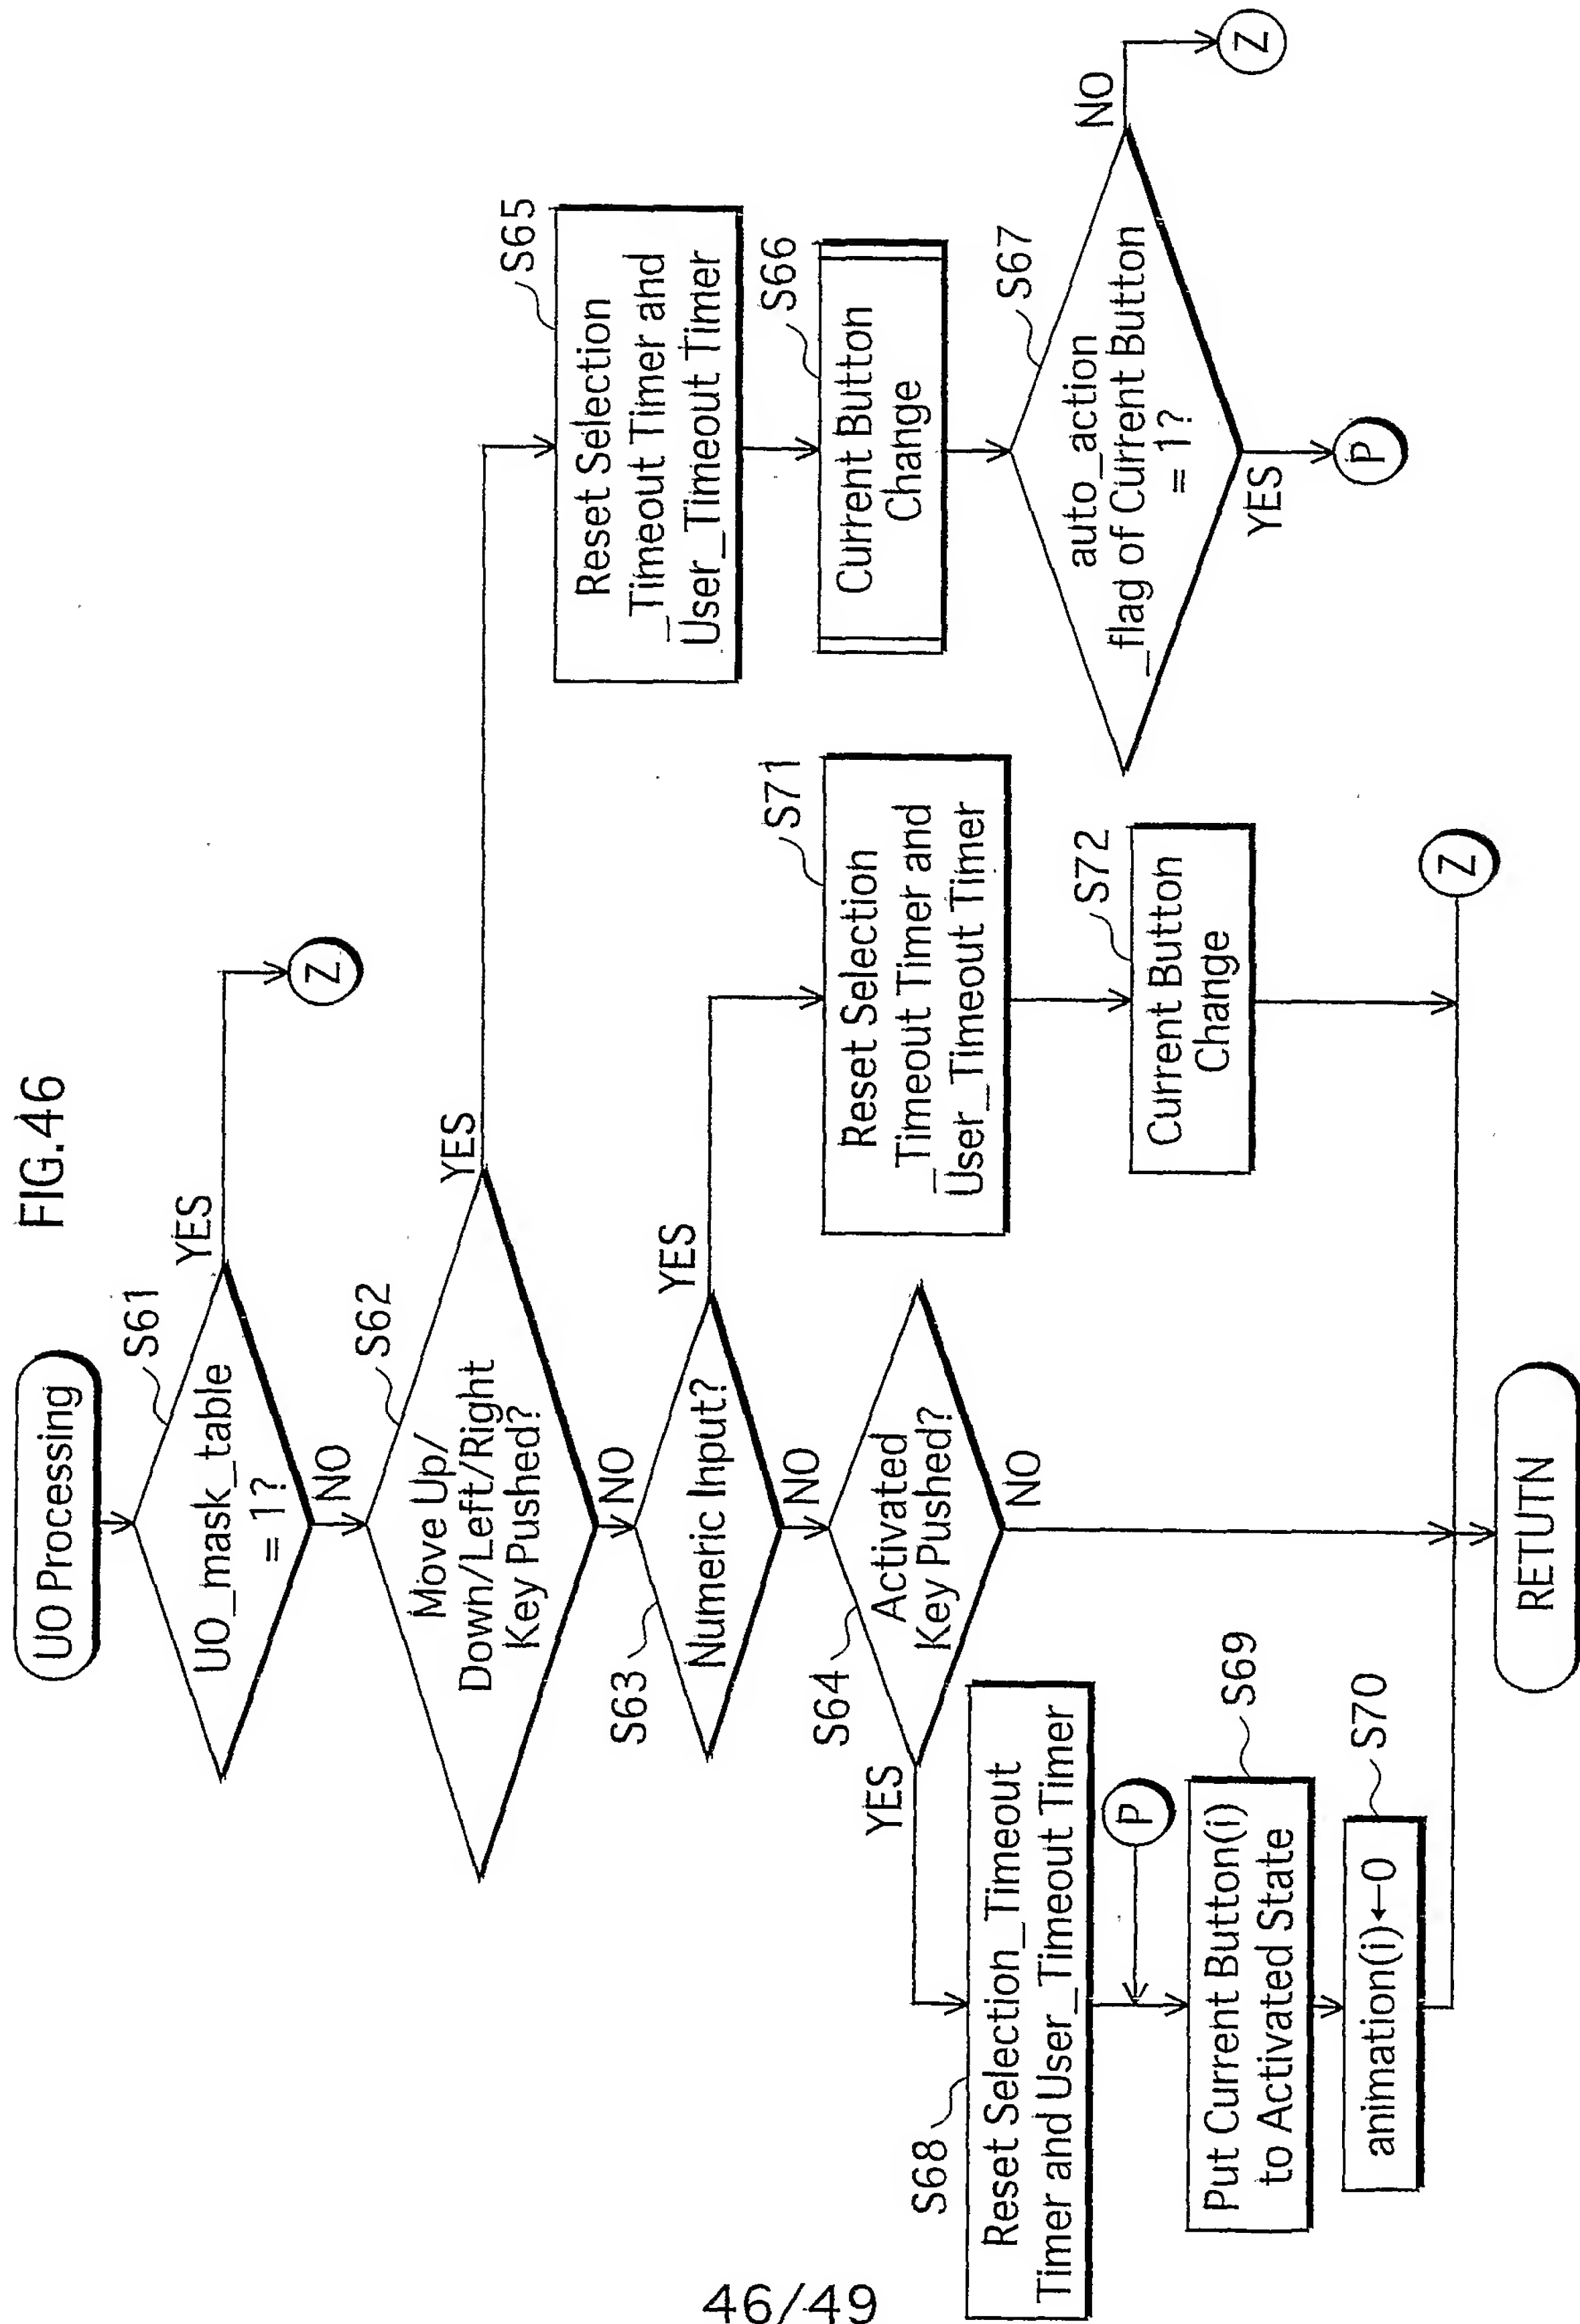 FIG.46
UO Processing
S61
UO_mask_table
= 1?
YES
Z
NO
S62
Move Up/
Down/Left/Right
Key Pushed?
YES
NO
S63
Numeric Input?
YES
NO
S64
Activated
Key Pushed?
YES
NO
S65
Reset Selection
_Timeout Timer ahd
User_Timeout Timer
S66
Current Button
Change
S67
auto_action
_flag of Current Button
= 1?
NO
Z
YES
P
S71
Reset Selection
_Timeout Timer and
User_Timeout Timer
S72
Current Button
Change
Z
S68
Reset Selection_Timeout
Timer and User_Timeout Timer
P
S69
Put Current Button(i)
to Activated State
S70
animation(i)←0
RETUTN
46/49